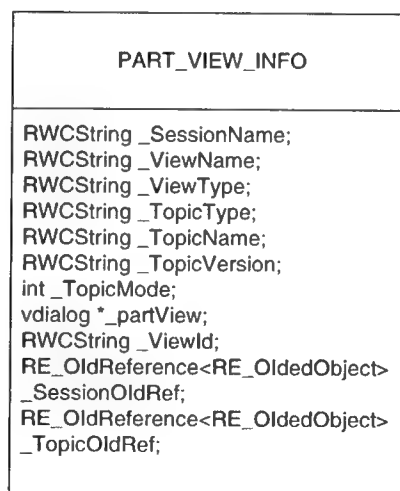 PART_VIEW_INFO
RWCString _SessionName;
RWCString _ViewName;
RWCString _ViewType;
RWCString _TopicType;
RWCString _TopicName;
RWCString _TopicVersion;
int _TopicMode;
vdialog *_partView;
RWCString _ViewId;
RE_OldReference<RE_OldedObject>
_SessionOldRef;
RE_OldReference<RE_OldedObject>
_TopicOldRef;